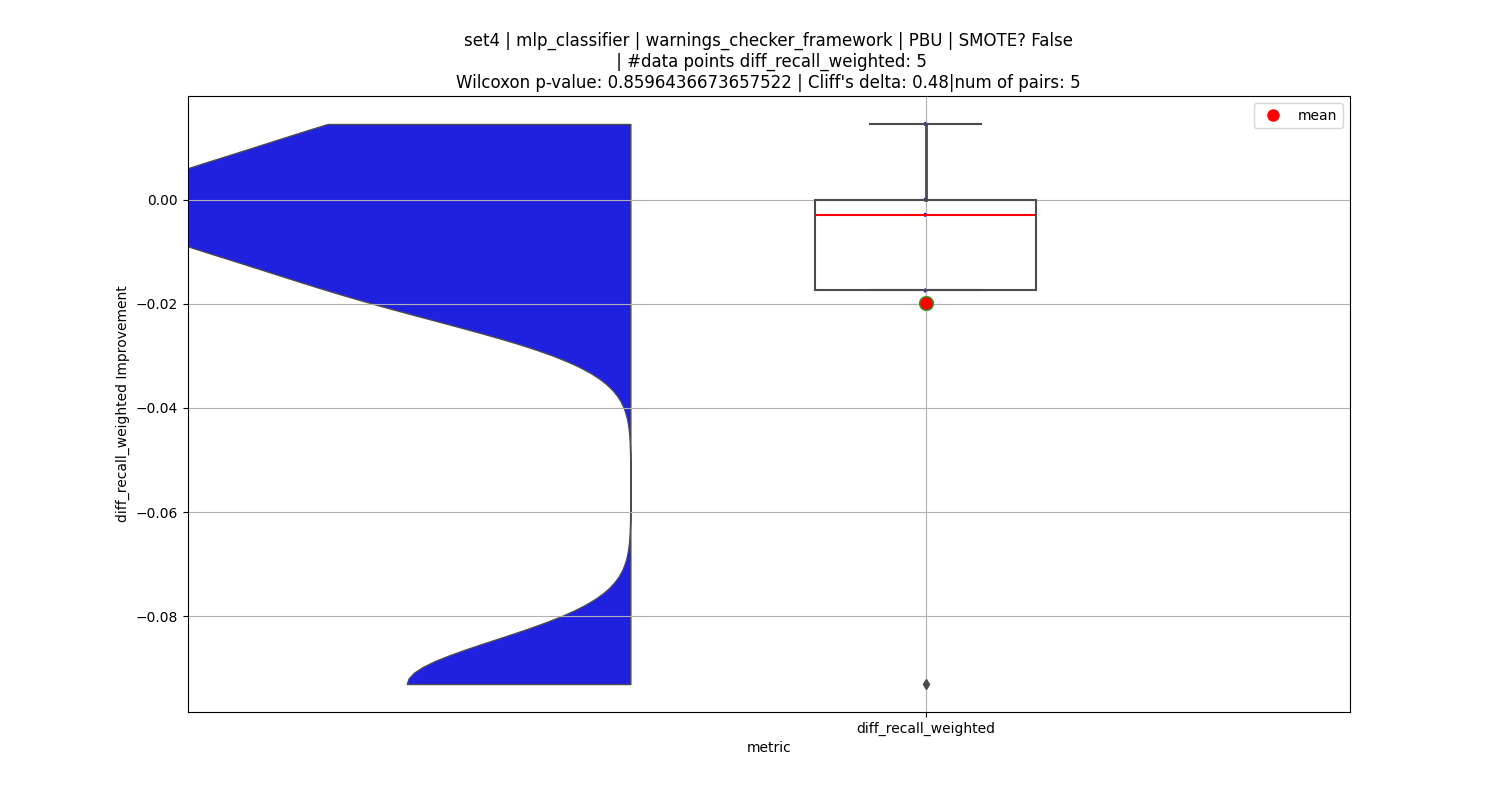 set4 | mlp_classifier | warnings_checker_framework | PBU | SMOTE? False
| #data points diff_recall_weighted: 5
Wilcoxon p-value: 0.8596436673657522 | Cliff's delta: 0.48|num of pairs: 5
mean
0.00
−0.02
−0.04
−0.06
−0.08
diff_recall_weighted Improvement
diff_recall_weighted
metric